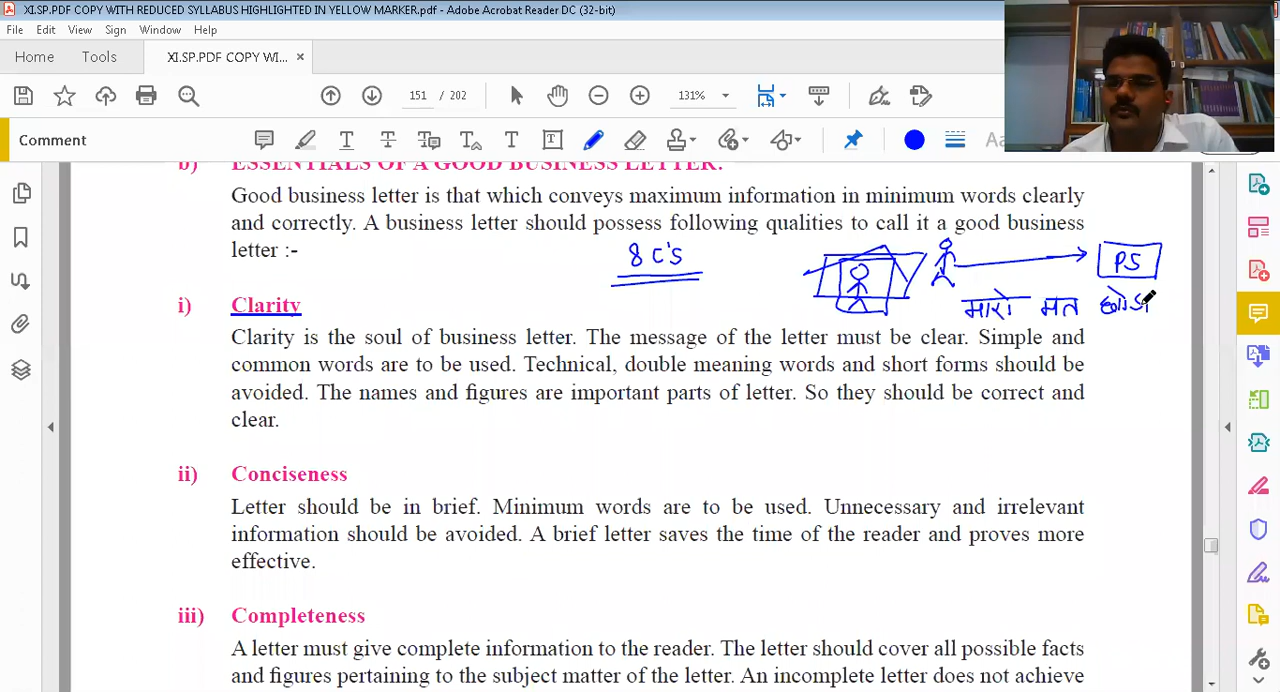 XI.SP.PDF COPY WITH REDUCED SYLLABUS HIGHLIGHTED IN YELLOW MARKER.pdf - Adobe Acrobat Reader DC (32-bit)
File Edit View Sign Window Help
Home Tools XI.SP.PDF COPY WI... ×
151 / 202 131%
Comment Aa
b) ESSENTIALS OF A GOOD BUSINESS LETTER:
Good business letter is that which conveys maximum information in minimum words clearly
and correctly. A business letter should possess following qualities to call it a good business
letter :-
8 C'S
PS
मारो मत
i) Clarity
Clarity is the soul of business letter. The message of the letter must be clear. Simple and
common words are to be used. Technical, double meaning words and short forms should be
avoided. The names and figures are important parts of letter. So they should be correct and
clear.
ii) Conciseness
Letter should be in brief. Minimum words are to be used. Unnecessary and irrelevant
information should be avoided. A brief letter saves the time of the reader and proves more
effective.
iii) Completeness
A letter must give complete information to the reader. The letter should cover all possible facts
and figures pertaining to the subject matter of the letter. An incomplete letter does not achieve